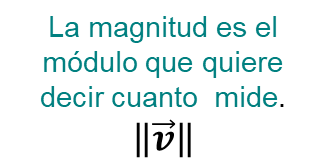 La magnitud es el
módulo que quiere
decir cuanto  mide.
||v⃗||